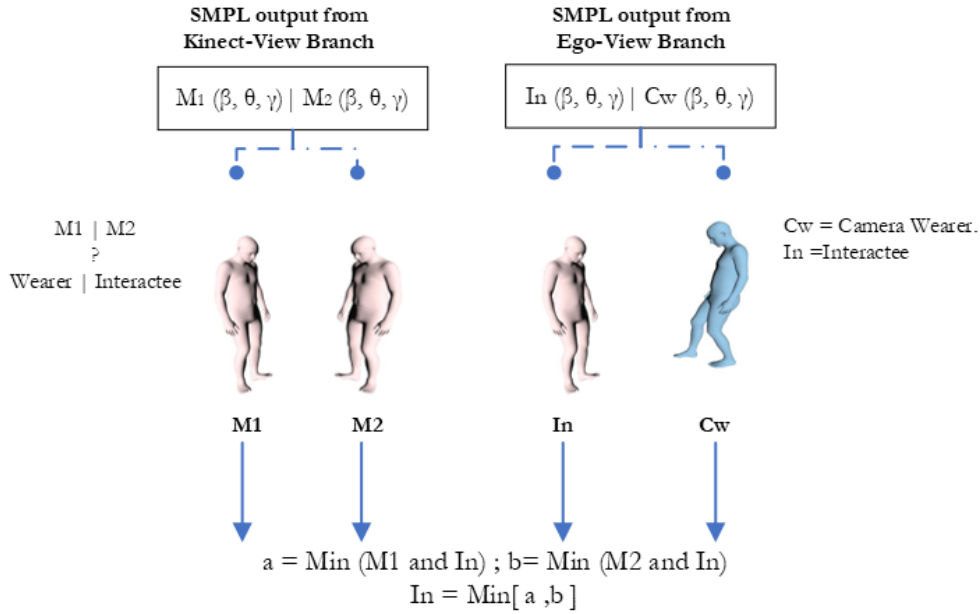 SMPL output from
Kinect-View Branch
SMPL output from
Ego-View Branch
M1 (β, θ, γ) | M2 (β, θ, γ)
In (β, θ, γ) | Cw (β, θ, γ)
M1 | M2
?
Wearer | Interactee
Cw = Camera Wearer.
In =Interactee
M1
M2
In
Cw
a = Min (M1 and In) ; b= Min (M2 and In)
In = Min[ a ,b ]